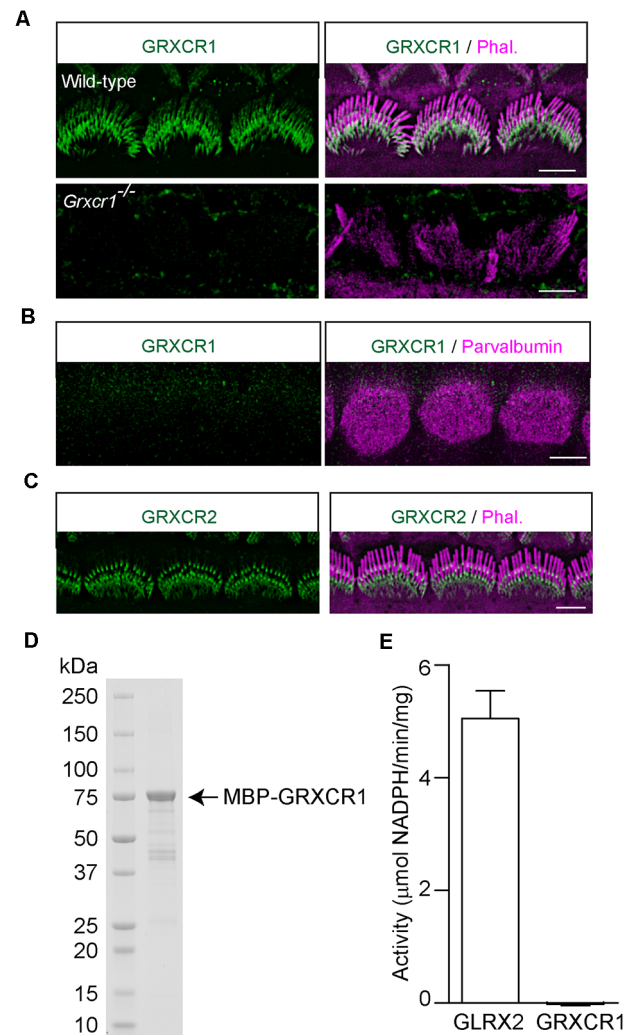 A
GRXCR1
GRXCR1 / Phal.
Wild-type
Grxcr1-/-
B
GRXCR1
GRXCR1 / Parvalbumin
C
GRXCR2
GRXCR2 / Phal.
D
kDa
250
150
100
75
50
37
25
20
15
10
MBP-GRXCR1
E
Activity (μmol NADPH/min/mg)
6
4
2
0
GLRX2
GRXCR1